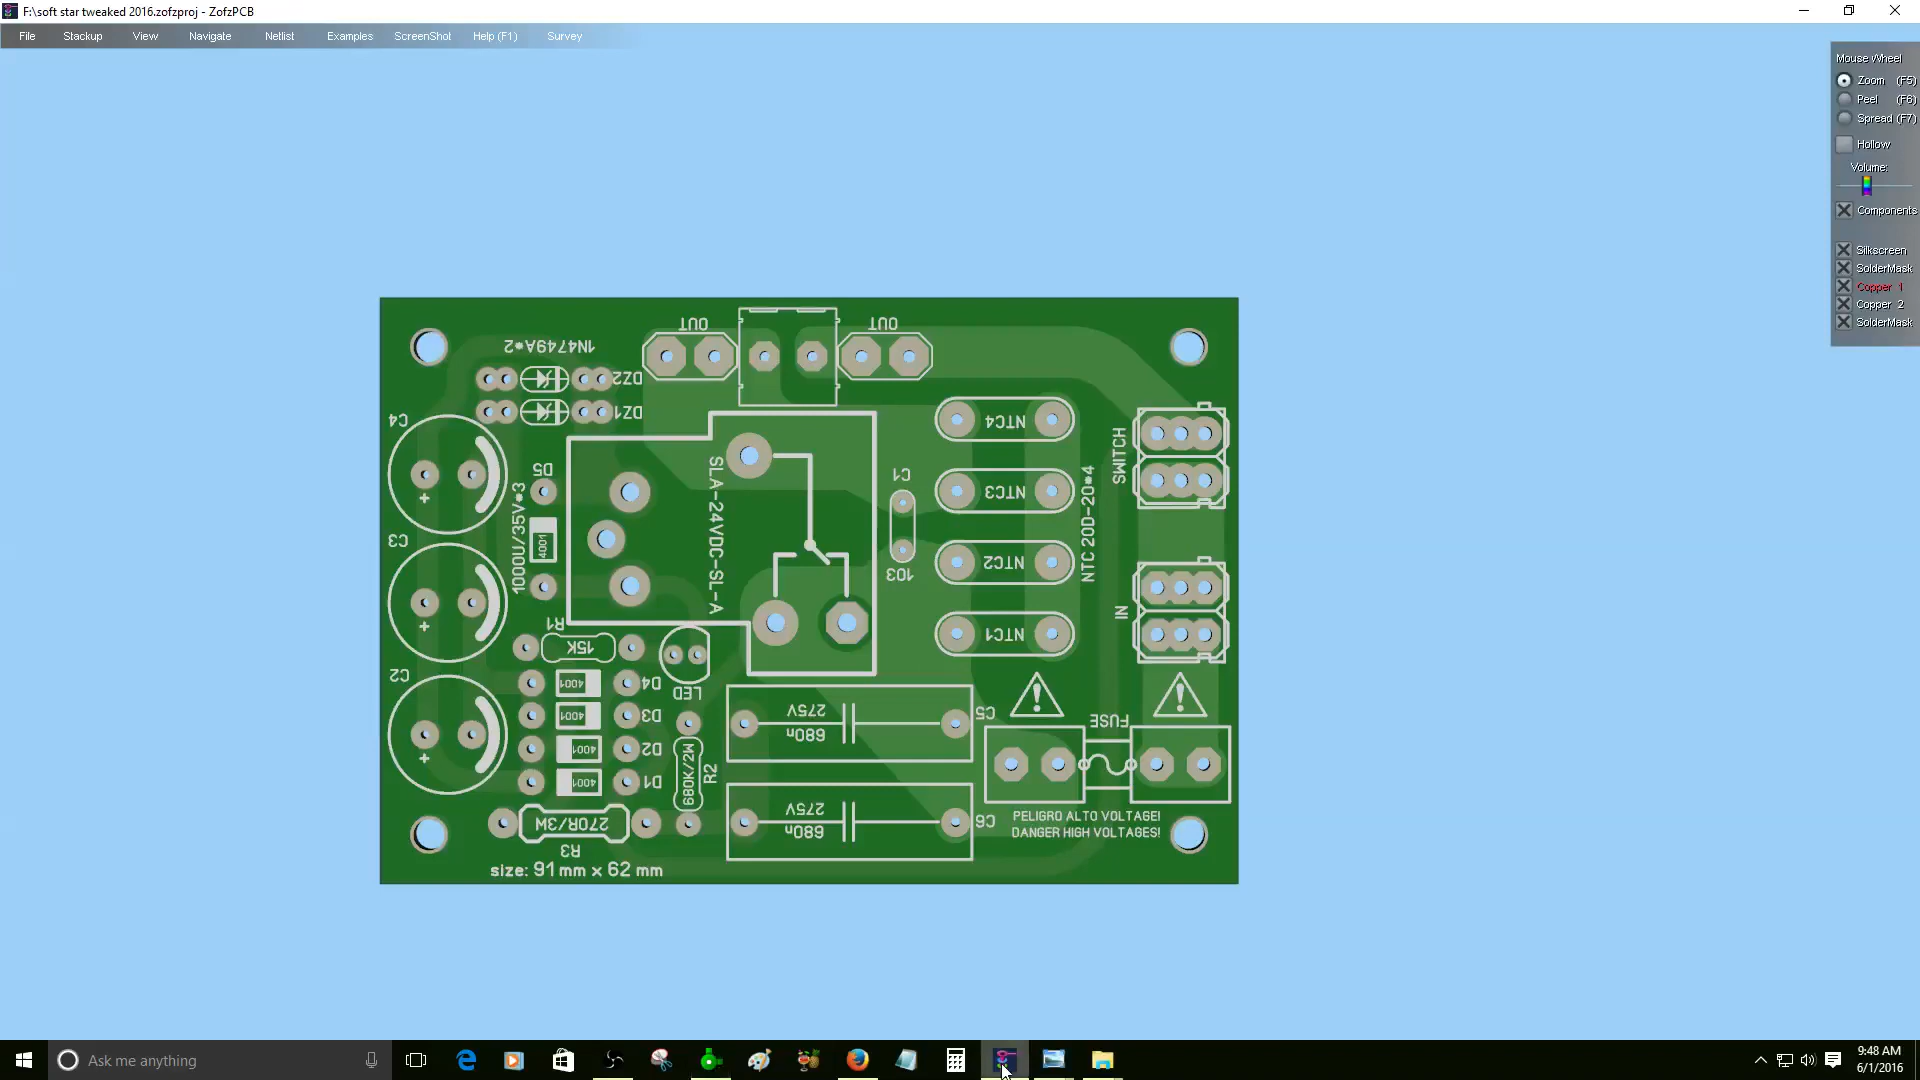 F:\soft star tweaked 2016.zofzproj - ZofzPCB
File Stackup View Navigate Netlist Examples ScreenShot Help (F1) Survey
Mouse Wheel
Zoom (F5)
Peel (F6)
Spread (F7)
Hollow
Volume:
Components
Silkscreen
SolderMask
Copper 1
Copper 2
SolderMask
OUT
OUT
1N4749A*2
DZ2
DZ1
C4
D5
4001
1000U/35V*3
+
C3
+
C2
+
SLA-24VDC-SL-A
C1
103
NTC4
NTC3
NTC2
NTC1
NTC 20D-20*4
SWITCH
IN
R1
15K
LED
4001 D4
4001 D3
4001 D2
4001 D1
680K/2W
R2
270R/3W
R3
275V
680n
C5
275V
680n
C6
FUSE
!
!
PELIGRO ALTO VOLTAGE!
DANGER HIGH VOLTAGES!
size: 91 mm x 62 mm
Ask me anything
9:48 AM
6/1/2016